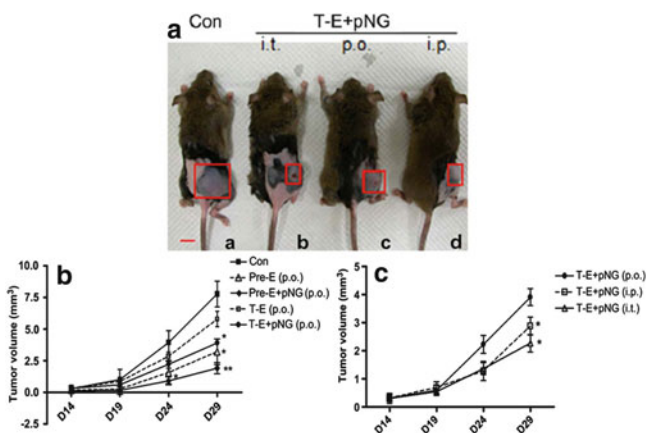 Con
T-E+pNG
a
i.t.
p.o.
i.p.
a
b
c
d
b
Tumor volume (mm³)
10.0
7.5
5.0
2.5
0.0
-2.5
D14
D19
D24
D29
*
*
*
**
Con
Pre-E (p.o.)
Pre-E+pNG (p.o.)
T-E (p.o.)
T-E+pNG (p.o.)
c
Tumor volume (mm³)
5
4
3
2
1
0
D14
D19
D24
D29
*
*
T-E+pNG (p.o.)
T-E+pNG (i.p.)
T-E+pNG (i.t.)